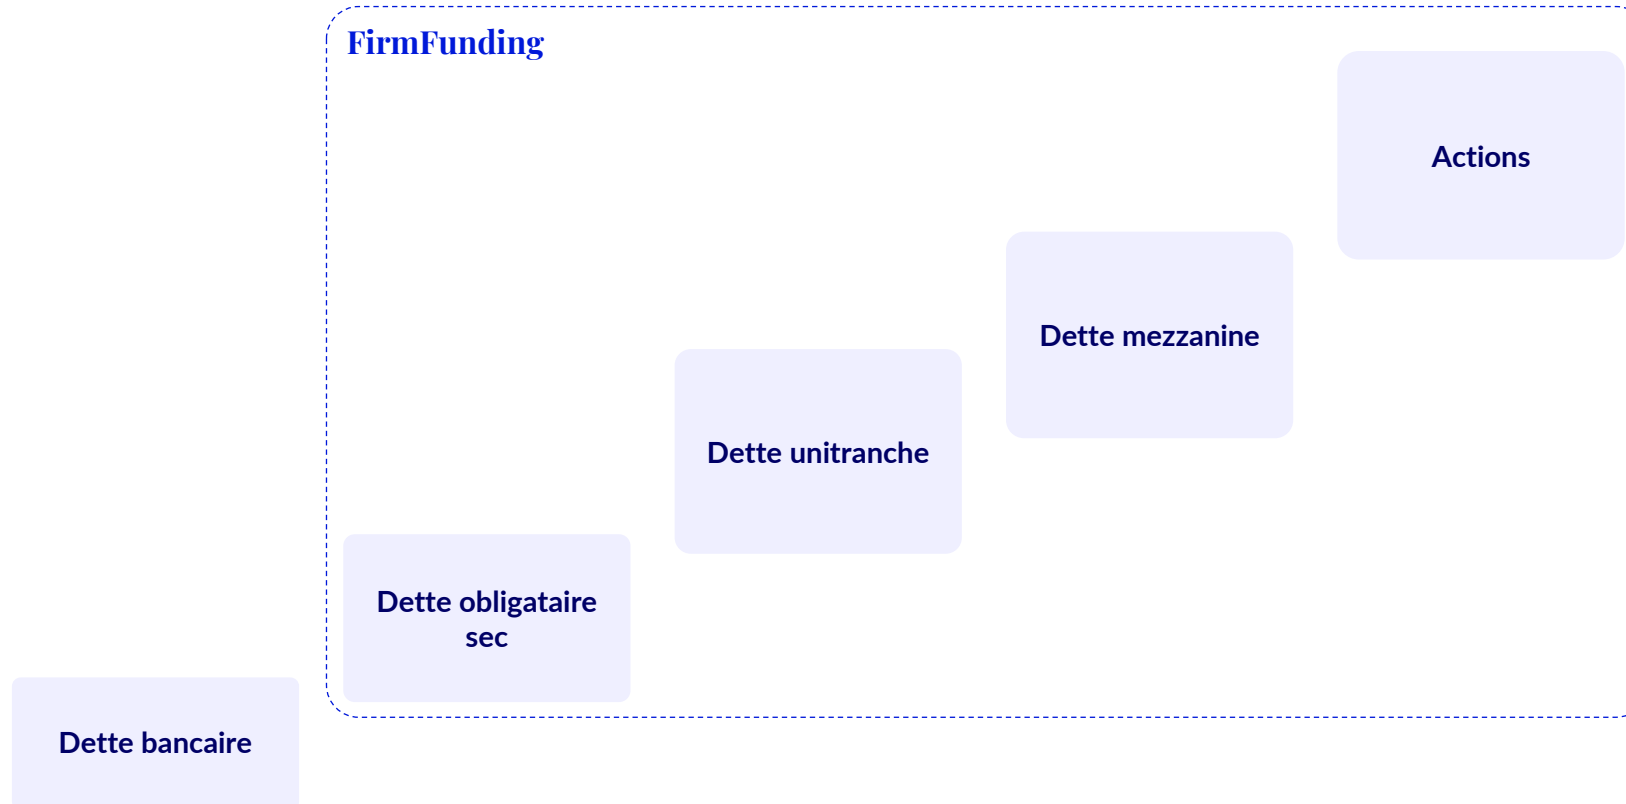 FirmFunding
Actions
Dette mezzanine
Dette unitranche
Dette obligataire
sec
Dette bancaire